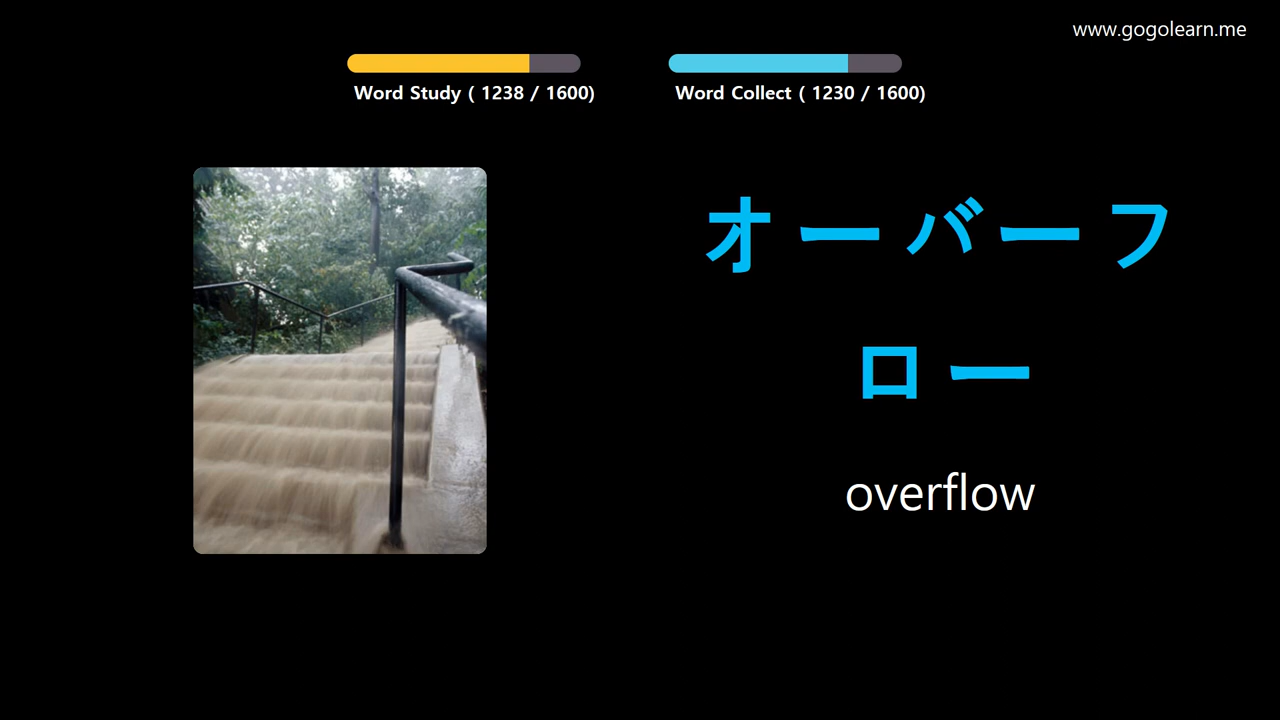 www.gogolearn.me
Word Study ( 1238 / 1600)
Word Collect ( 1230 / 1600)
オーバーフ
ロー
overflow